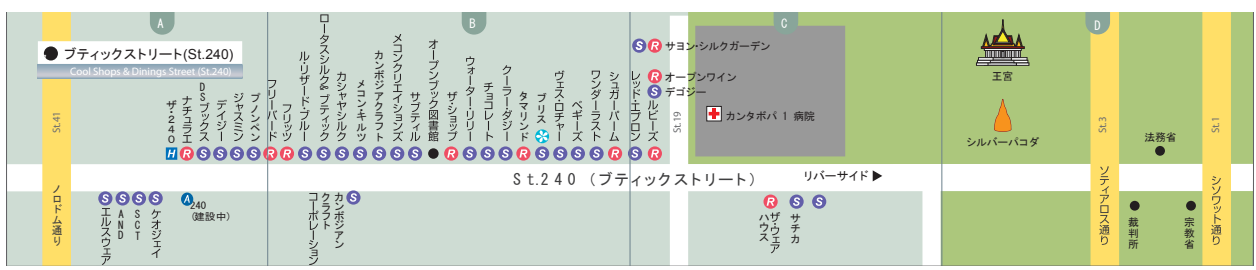 A
B
C
D
ブティックストリート(St.240)
Cool Shops & Dinings Street (St.240)
St.41
ザ・240
ナチュラエ
DSブックス
デイジー
ジャスミン
プノンペン
フリーバード
フリッツ
ル・リザード・ブルー
ロータスシルク& ブティック
カシャヤシルク
メコン・キルツ
カンボジアクラフト
メコンクリエイションズ
サブティル
オープンブック図書館
ザ・ショップ
ウォーター・リリー
チョコレート
クーラー・ダジー
タマリンド
ブリス
ヴェス・ロチャー
ペギーズ
ワンダーラスト
シュガーパーム
レッド・エプロン
ルビーズ
H
R
S
S
S
S
R
R
S
S
S
S
S
S
S
R
S
S
S
R
S
S
S
S
R
S
R
S R サヨン・シルクガーデン
R オープンワイン
S デゴジー
St.19
カンタボパ 1 病院
王宮
シルバーパコダ
St.3
法務省
St.1
St.240 (ブティックストリート)
リバーサイド ▶
ノロドム通り
S S S S
エルスウェア
AND
SCT
ケオジェイ
A
240
(建設中)
カンボジアン
クラフト
コーポレーション
S
R S S
ザ・ウェア
ハウス
サチカ
ソティアロス通り
裁判所
宗教省
シソワット通り